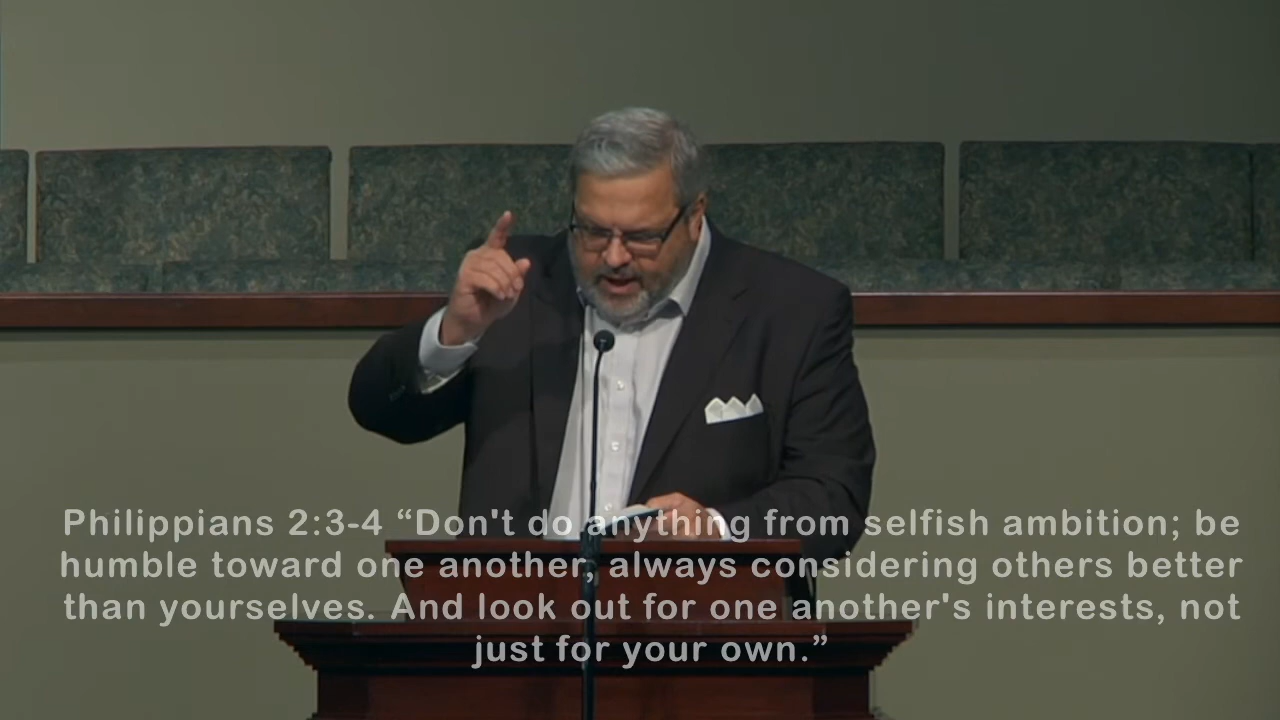 Philippians 2:3-4 “Don't do anything from selfish ambition; be
humble toward one another, always considering others better
than yourselves. And look out for one another's interests, not
just for your own.”